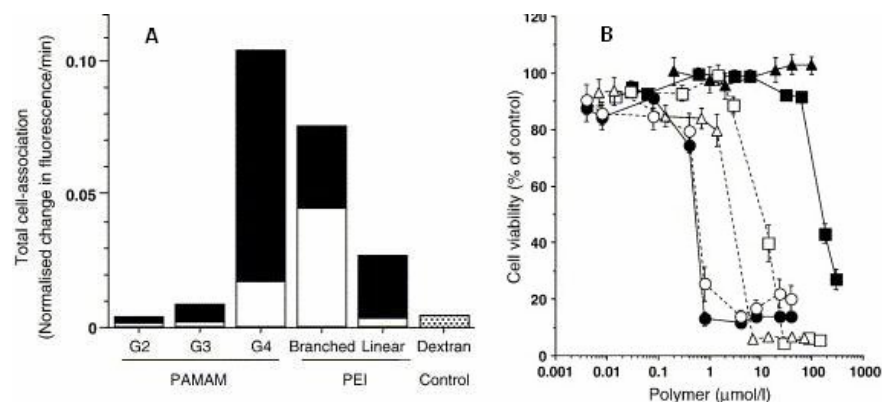 A
Total cell-association
(Normalised change in fluorescence/min)
0.10
0.05
0
G2 G3 G4 Branched Linear Dextran
PAMAM PEI Control
B
Cell viability (% of control)
120
100
80
60
40
20
0
0.001 0.01 0.1 1 10 100 1000
Polymer (μmol/l)